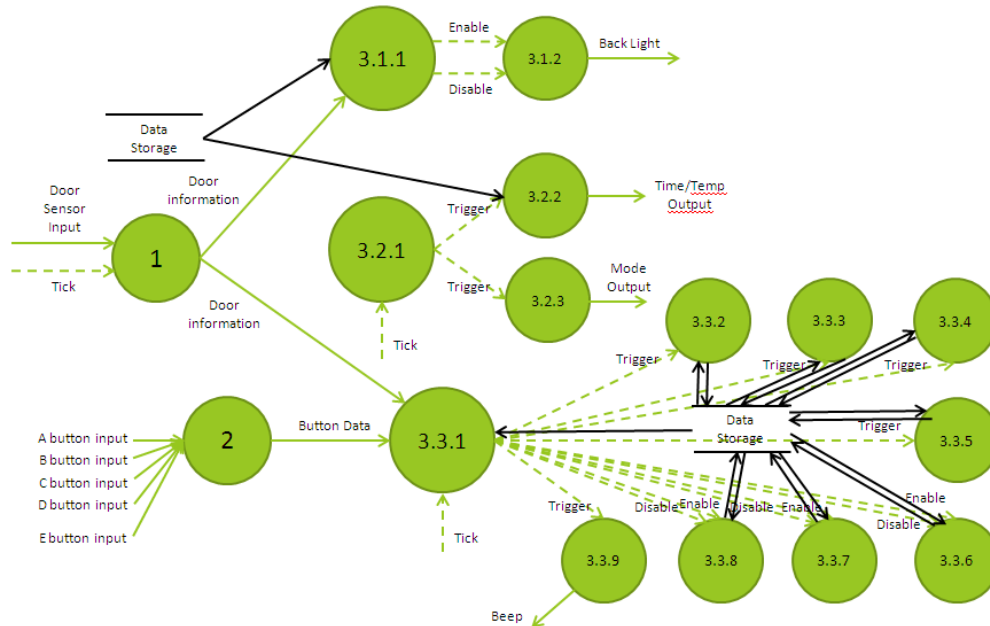 Enable
3.1.1
3.1.2
Back Light
Disable
Data
Storage
Door
information
Door
Sensor
Input
Trigger
3.2.2
Time/Temp
Output
1
3.2.1
Tick
Trigger
3.2.3
Mode
Output
Door
information
3.3.2
3.3.3
3.3.4
Tick
Trigger
Trigger
Trigger
A button input
B button input
C button input
D button input
E button input
2
Button Data
3.3.1
Data
Storage
Trigger
3.3.5
Trigger
Disable
Enable
Disable
Enable
Enable
Disable
Tick
3.3.9
3.3.8
3.3.7
3.3.6
Beep